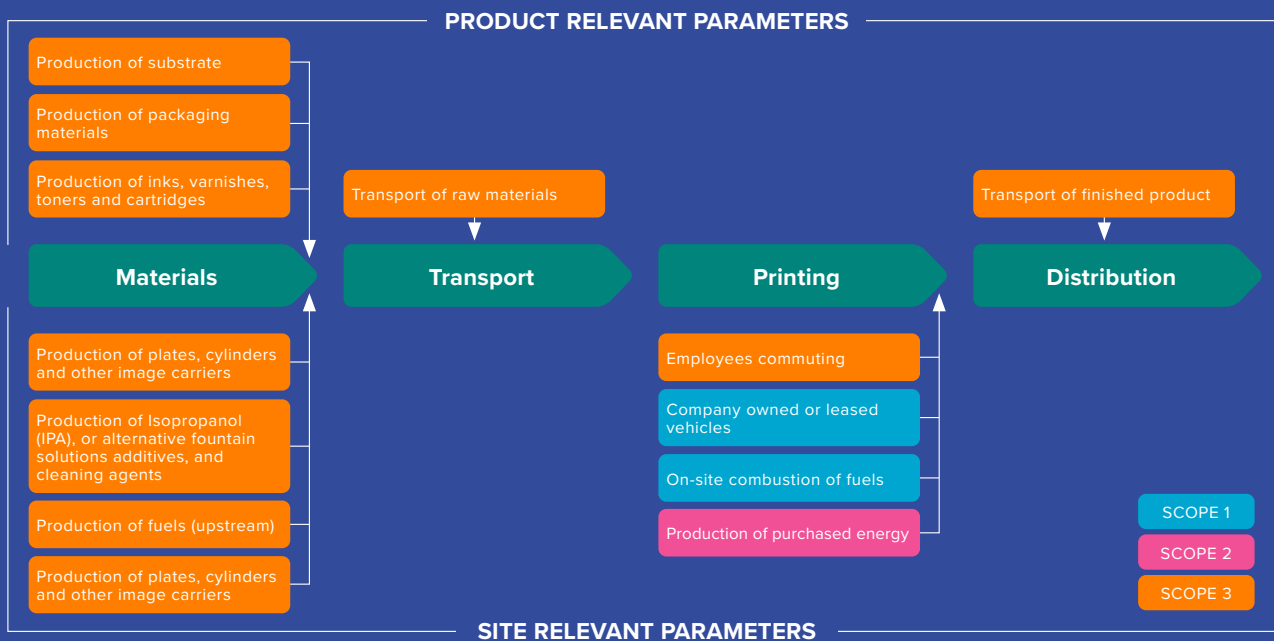 PRODUCT RELEVANT PARAMETERS
Production of substrate
Production of packaging
materials
Production of inks, varnishes,
toners and cartridges
Transport of raw materials
Transport of finished product
Materials
Transport
Printing
Distribution
Production of plates, cylinders
and other image carriers
Production of Isopropanol
(IPA), or alternative fountain
solutions additives, and
cleaning agents
Production of fuels (upstream)
Production of plates, cylinders
and other image carriers
Employees commuting
Company owned or leased
vehicles
On-site combustion of fuels
Production of purchased energy
SCOPE 1
SCOPE 2
SCOPE 3
SITE RELEVANT PARAMETERS